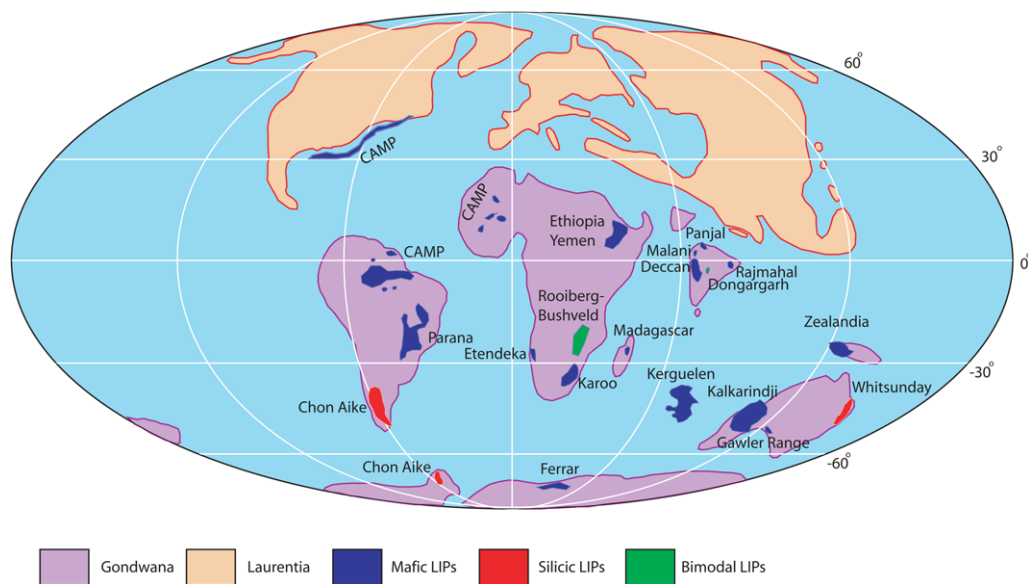 60°
30°
0°
-30°
-60°
CAMP
CAMP
CAMP
Ethiopia
Yemen
Panjal
Malani
Deccan
Rajmahal
Dongargarh
Rooiberg-
Bushveld
Madagascar
Zealandia
Parana
Etendeka
Karoo
Kerguelen
Kalkarindji
Whitsunday
Chon Aike
Gawler Range
Chon Aike
Ferrar
Gondwana
Laurentia
Mafic LIPs
Silicic LIPs
Bimodal LIPs